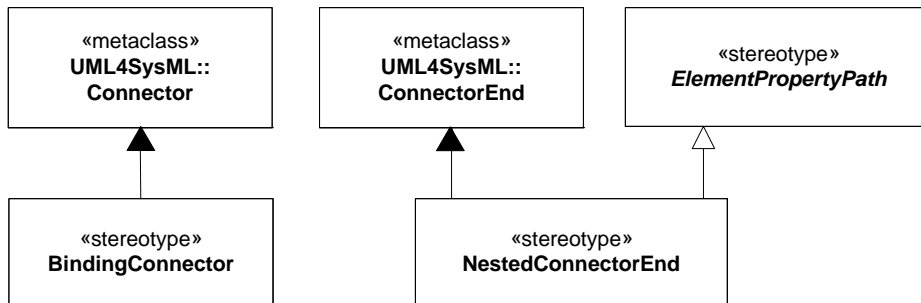 «metaclass»
UML4SysML::
Connector
«metaclass»
UML4SysML::
ConnectorEnd
«stereotype»
ElementPropertyPath
«stereotype»
BindingConnector
«stereotype»
NestedConnectorEnd